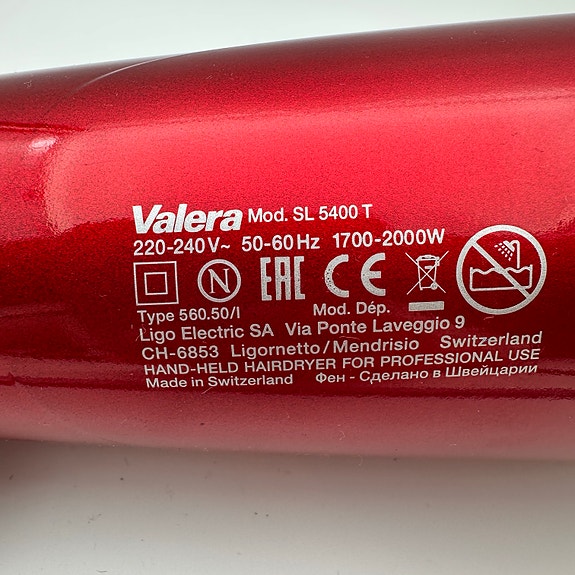 Valera Mod. SL 5400 T
220-240V~ 50-60Hz 1700-2000W
N EAC CE
Type 560.50/I Mod. Dép.
Ligo Electric SA Via Ponte Laveggio 9
CH-6853 Ligornetto/Mendrisio Switzerland
HAND-HELD HAIRDRYER FOR PROFESSIONAL USE
Made in Switzerland Фен - Сделано в Швейцарии